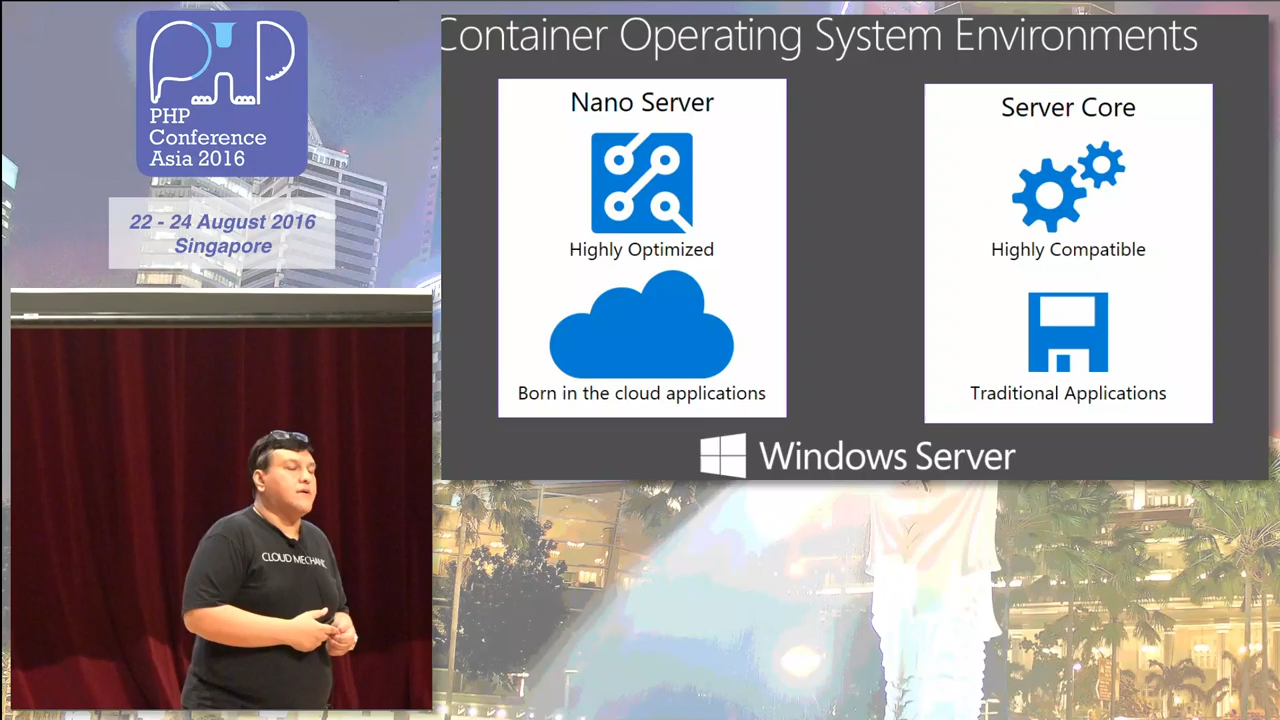 PHP
Conference
Asia 2016
22 - 24 August 2016
Singapore
Container Operating System Environments
Nano Server
Highly Optimized
Born in the cloud applications
Server Core
Highly Compatible
Traditional Applications
Windows Server
CLOUD MECHANIC